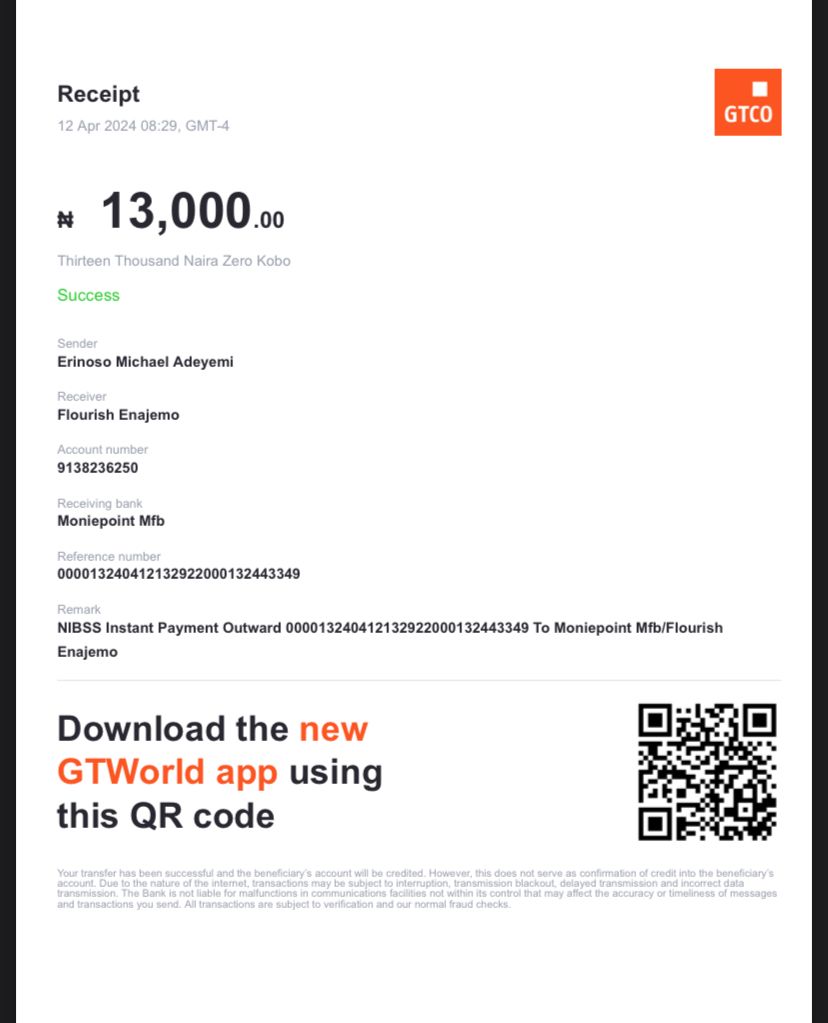 Receipt
GTCO
12 Apr 2024 08:29, GMT-4
₦ 13,000.00
Thirteen Thousand Naira Zero Kobo
Success
Sender
Erinoso Michael Adeyemi
Receiver
Flourish Enajemo
Account number
9138236250
Receiving bank
Moniepoint Mfb
Reference number
000013240412132922000132443349
Remark
NIBSS Instant Payment Outward 000013240412132922000132443349 To Moniepoint Mfb/Flourish
Enajemo
Download the new
GTWorld app using
this QR code
Your transfer has been successful and the beneficiary's account will be credited. However, this does not serve as confirmation of credit into the beneficiary's
account. Due to the nature of the internet, transactions may be subject to interruption, transmission blackout, delayed transmission and incorrect data
transmission. The Bank is not liable for malfunctions in communications facilities not within its control that may affect the accuracy or timeliness of messages
and transactions you send. All transactions are subject to verification and our normal fraud checks.